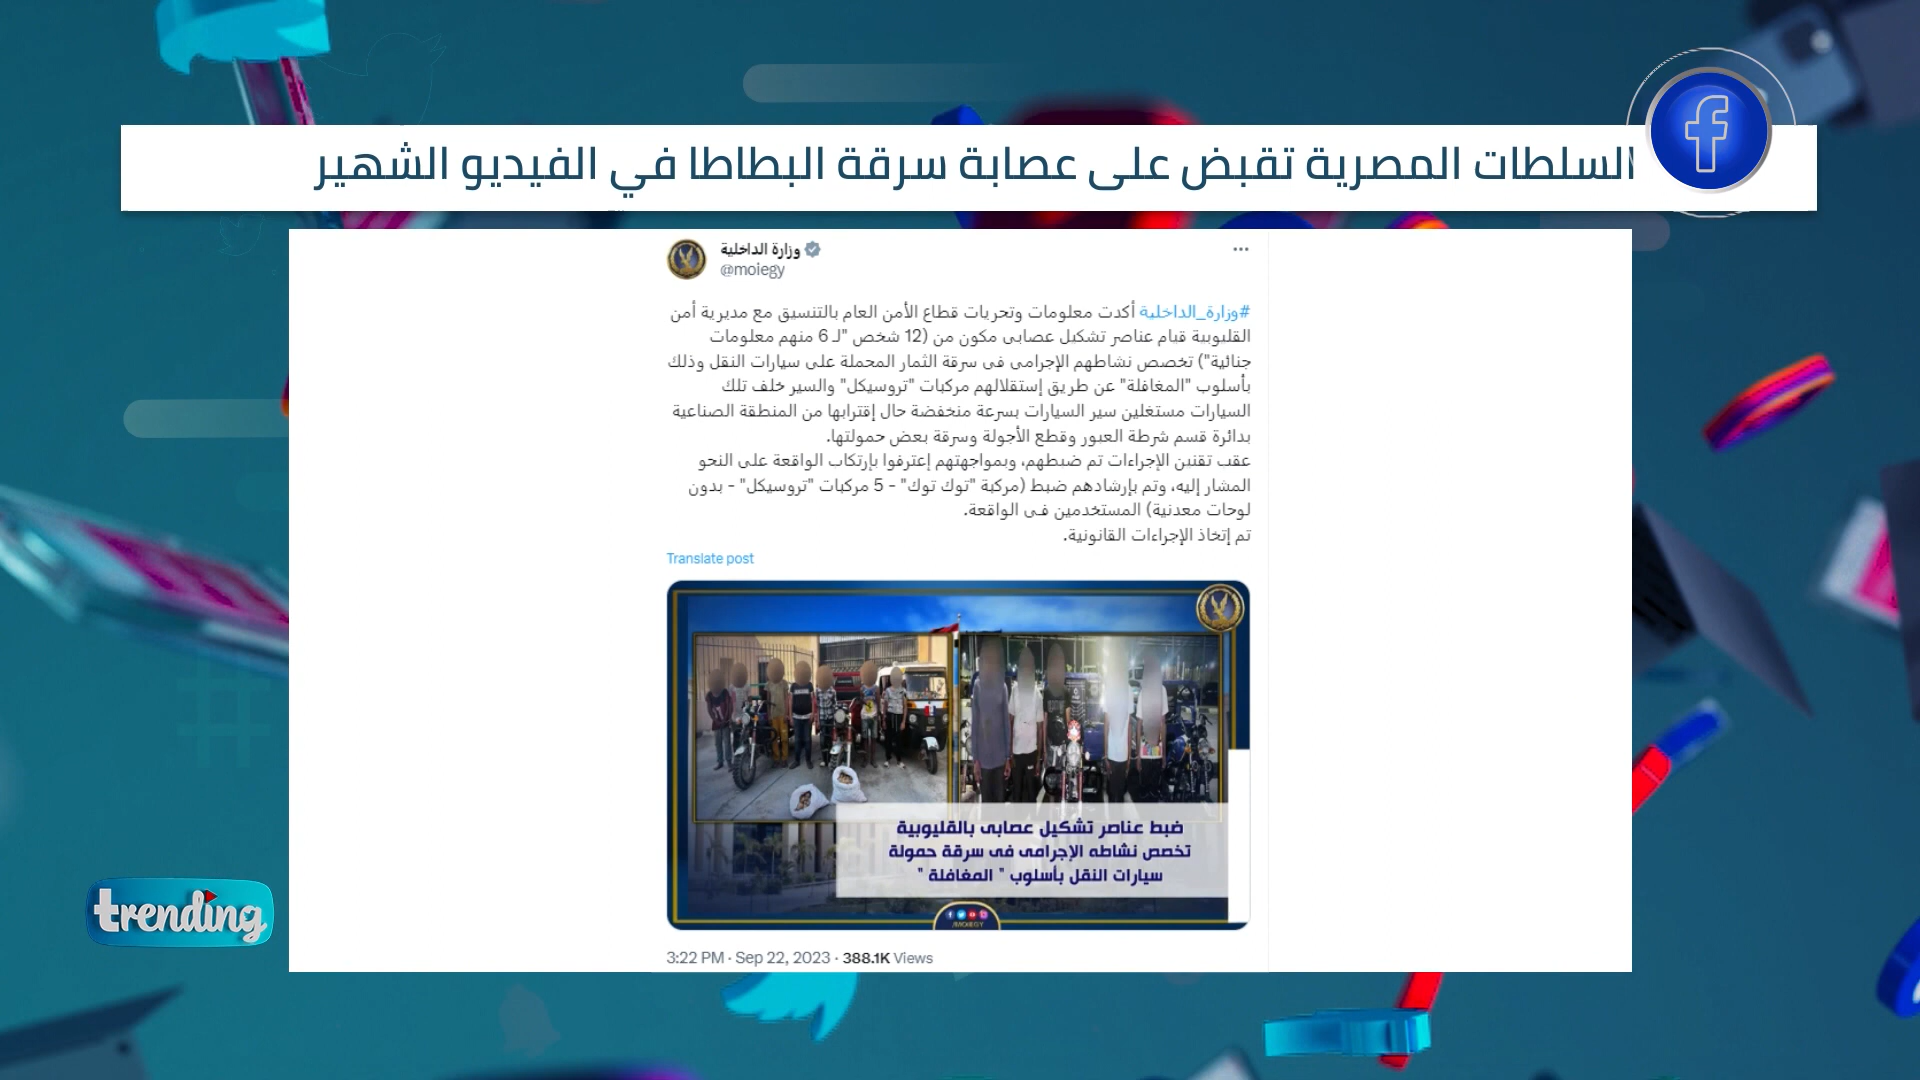 السلطات المصرية تقبض على عصابة سرقة البطاطا في الفيديو الشهير
وزارة الداخلية
@moiegy
#وزارة_الداخلية أكدت معلومات وتحريات قطاع الأمن العام بالتنسيق مع مديرية أمن
القليوبية قيام عناصر تشكيل عصابى مكون من (12 شخص "لـ 6 منهم معلومات
جنائية") تخصص نشاطهم الإجرامى فى سرقة الثمار المحملة على سيارات النقل وذلك
بأسلوب "المغافلة" عن طريق إستقلالهم مركبات "تروسيكل" والسير خلف تلك
السيارات مستغلين سير السيارات بسرعة منخفضة حال إقترابها من المنطقة الصناعية
بدائرة قسم شرطة العبور وقطع الأجولة وسرقة بعض حمولتها.
عقب تقنين الإجراءات تم ضبطهم، وبمواجهتهم إعترفوا بإرتكاب الواقعة على النحو
المشار إليه، وتم بإرشادهم ضبط (مركبة "توك توك" - 5 مركبات "تروسيكل" - بدون
لوحات معدنية) المستخدمين فى الواقعة.
تم إتخاذ الإجراءات القانونية.
Translate post
ضبط عناصر تشكيل عصابى بالقليوبية
تخصص نشاطه الإجرامى فى سرقة حمولة
سيارات النقل بأسلوب " المغافلة "
/MOIEGY
3:22 PM · Sep 22, 2023 · 388.1K Views
trending